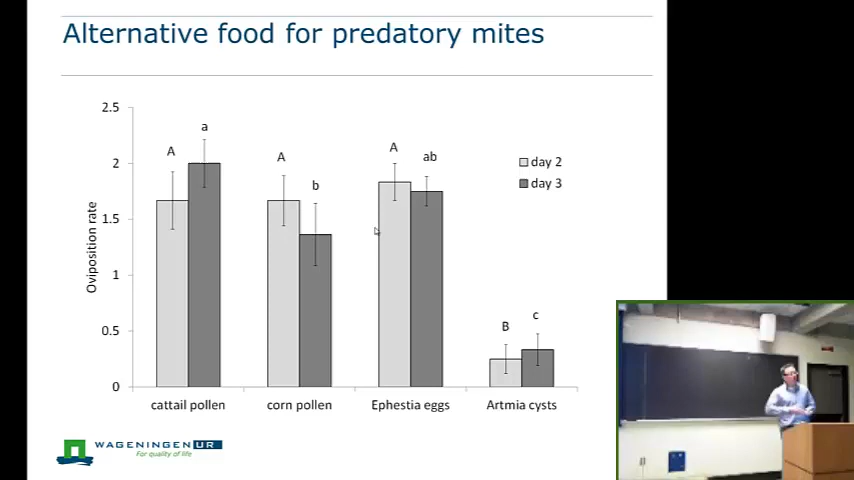 Alternative food for predatory mites
2.5
2
1.5
1
0.5
0
Oviposition rate
A
a
A
b
A
ab
B
c
day 2
day 3
cattail pollen
corn pollen
Ephestia eggs
Artmia cysts
WAGENINGEN UR
For quality of life